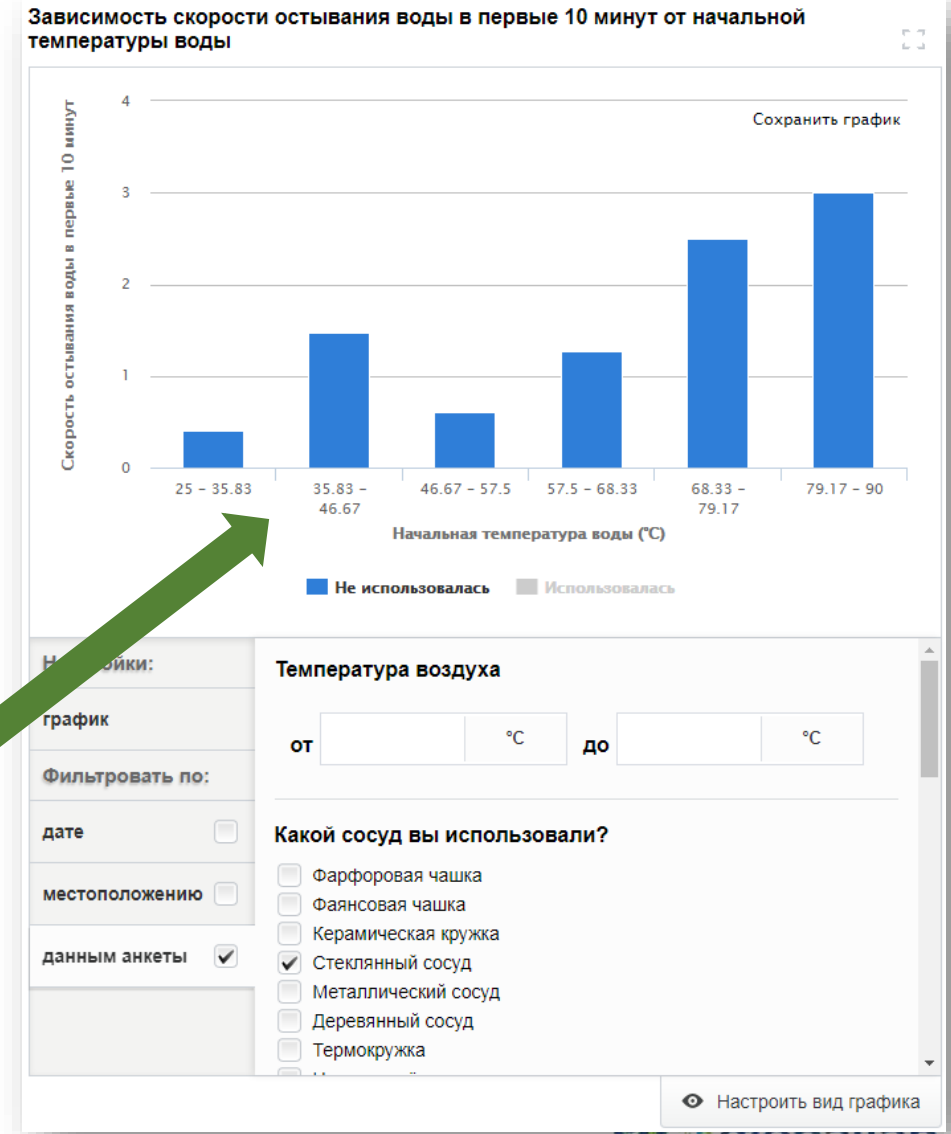 Зависимость скорости остывания воды в первые 10 минут от начальной
температуры воды
Сохранить график
Скорость остывания воды в первые 10 минут
4
3
2
1
0
25 – 35.83
35.83 –
46.67
46.67 – 57.5
57.5 – 68.33
68.33 –
79.17
79.17 – 90
Начальная температура воды (°C)
Не использовалась
Использовалась
график
Фильтровать по:
дате
местоположению
данным анкеты
Температура воздуха
от
°C
до
°C
Какой сосуд вы использовали?
Фарфоровая чашка
Фаянсовая чашка
Керамическая кружка
Стеклянный сосуд
Металлический сосуд
Деревянный сосуд
Термокружка
Настроить вид графика